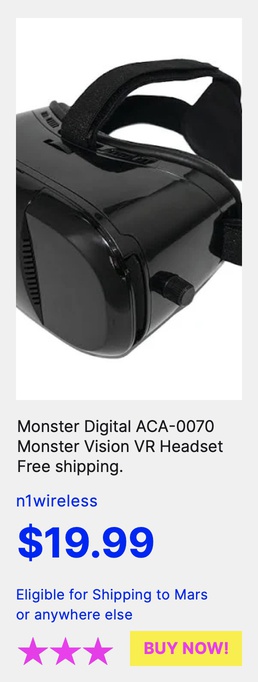 Monster Digital ACA-0070
Monster Vision VR Headset
Free shipping.
n1wireless
$19.99
Eligible for Shipping to Mars
or anywhere else
BUY NOW!